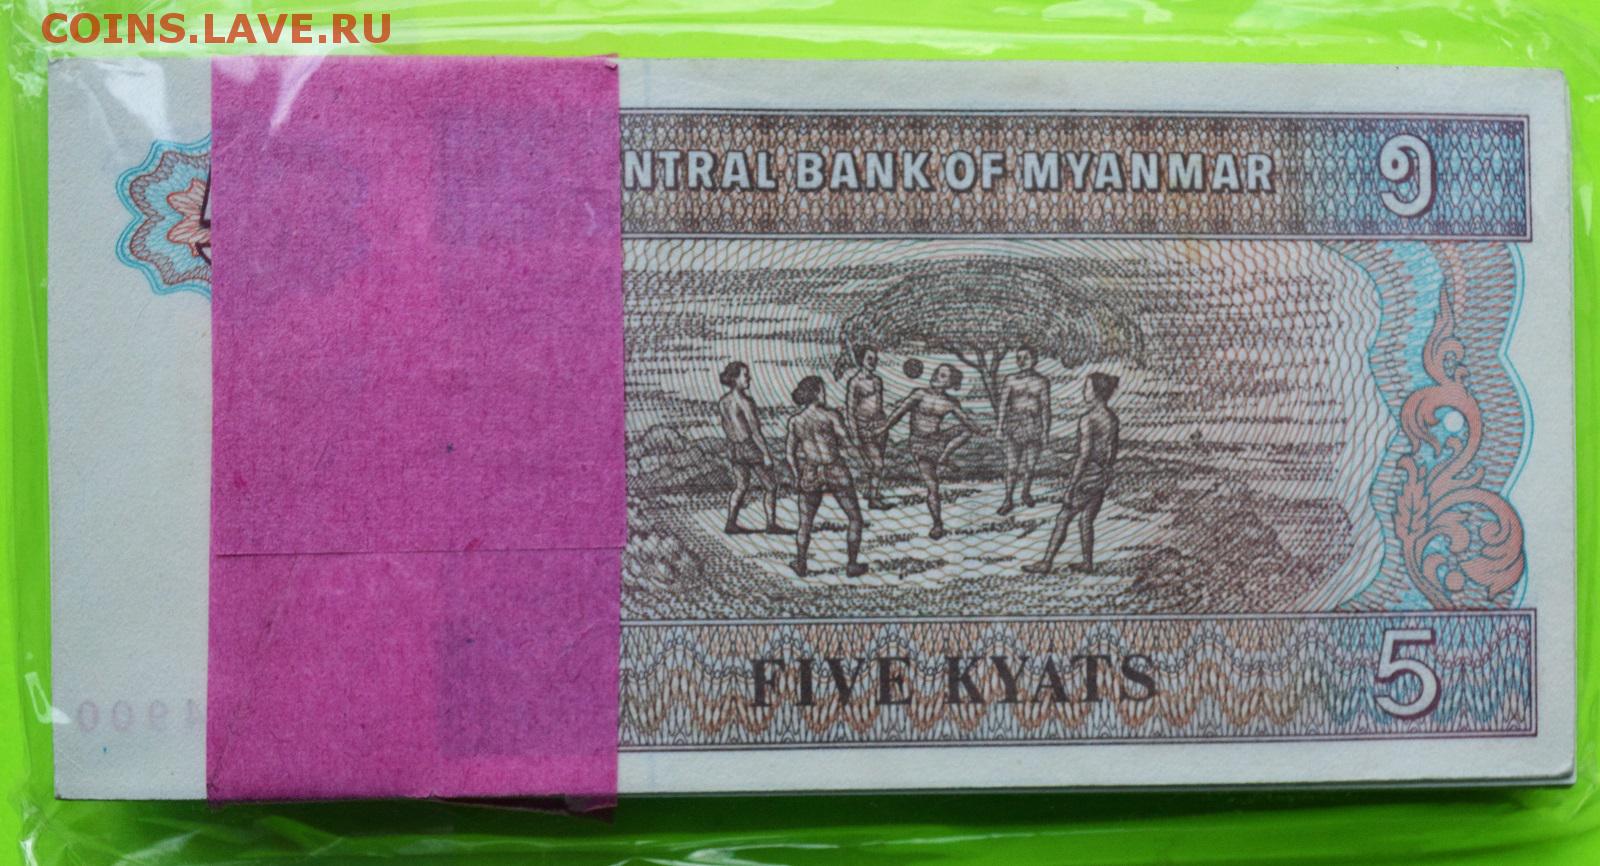 COINS.LAVE.RU
NTRAL BANK OF MYANMAR ၅
FIVE KYATS 5